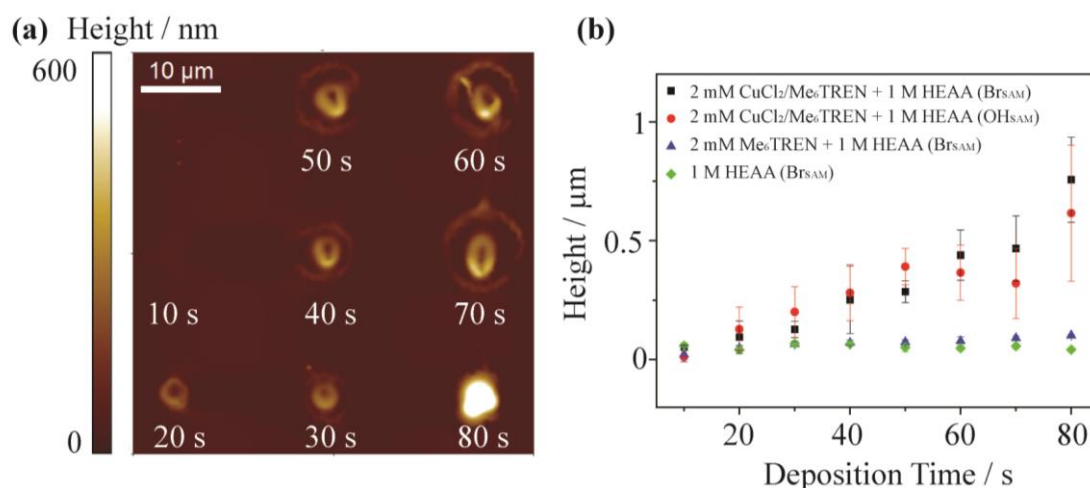 (a) Height / nm
600
0
10 µm
50 s
60 s
10 s
40 s
70 s
20 s
30 s
80 s
(b)
2 mM CuCl₂/Me₆TREN + 1 M HEAA (BrSAM)
2 mM CuCl₂/Me₆TREN + 1 M HEAA (OHSAM)
2 mM Me₆TREN + 1 M HEAA (BrSAM)
1 M HEAA (BrSAM)
Height / µm
1
0.5
0
20 40 60 80
Deposition Time / s